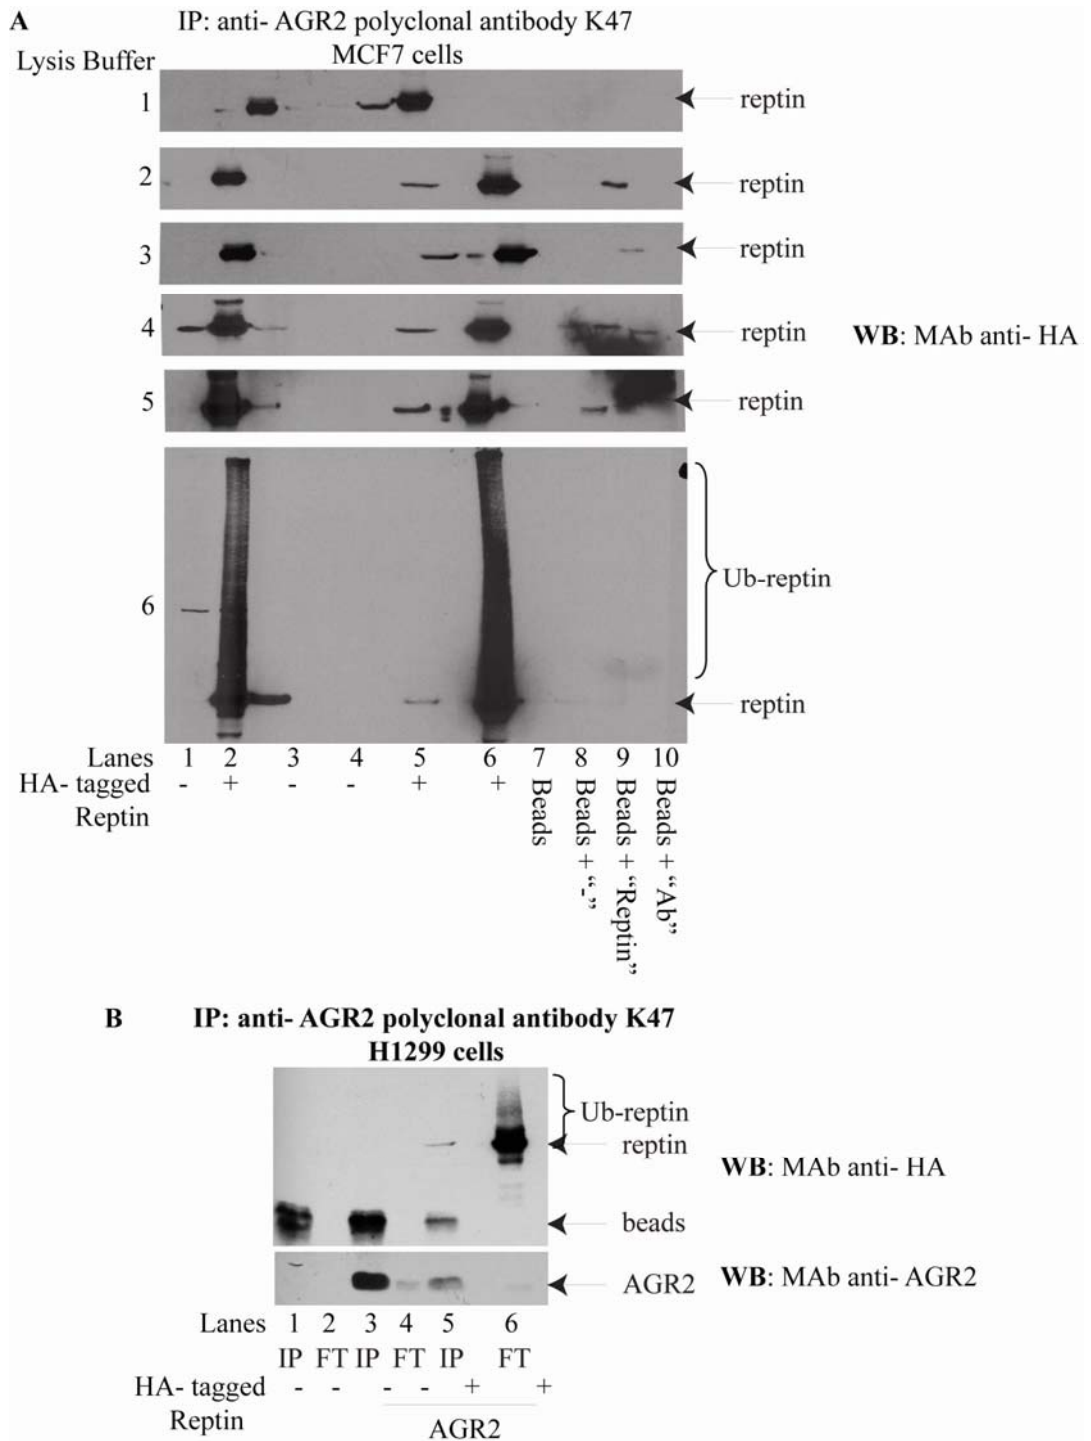 A
IP: anti- AGR2 polyclonal antibody K47
MCF7 cells
Lysis Buffer
1
reptin
2
reptin
3
reptin
4
reptin
WB: MAb anti- HA
5
reptin
6
Ub-reptin
reptin
Lanes 1 2 3 4 5 6 7 8 9 10
HA- tagged - + - - + +
Reptin
Beads
Beads + “-”
Beads + “Reptin”
Beads + “Ab”
B
IP: anti- AGR2 polyclonal antibody K47
H1299 cells
Ub-reptin
reptin
WB: MAb anti- HA
beads
AGR2
WB: MAb anti- AGR2
Lanes 1 2 3 4 5 6
IP FT IP FT IP FT
HA- tagged - - - - + +
Reptin
AGR2